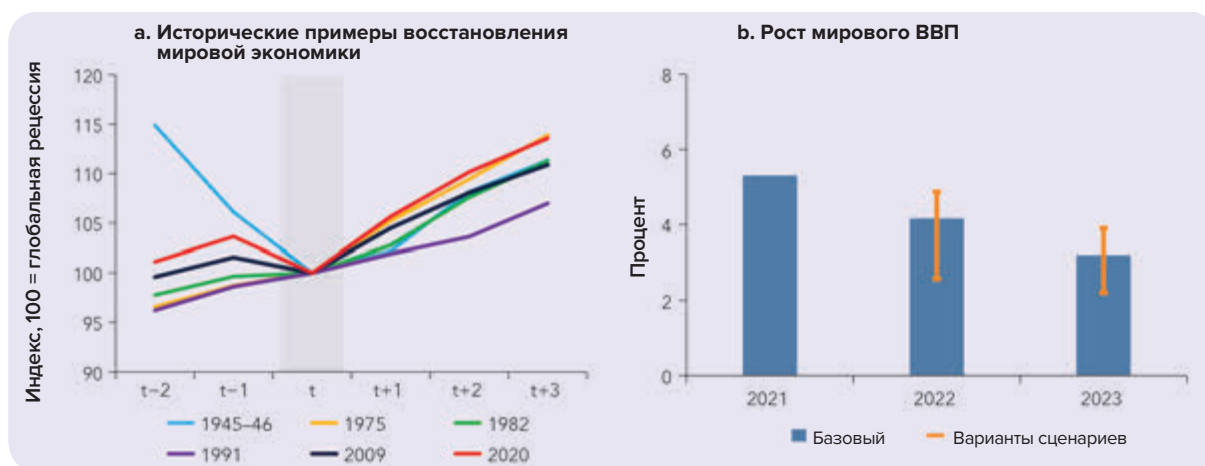 a. Исторические примеры восстановления
мировой экономики
Индекс, 100 = глобальная рецессия
120
115
110
105
100
95
90
t−2 t−1 t t+1 t+2 t+3
1945–46 1975 1982
1991 2009 2020
b. Рост мирового ВВП
Процент
8
6
4
2
0
2021 2022 2023
Базовый Варианты сценариев